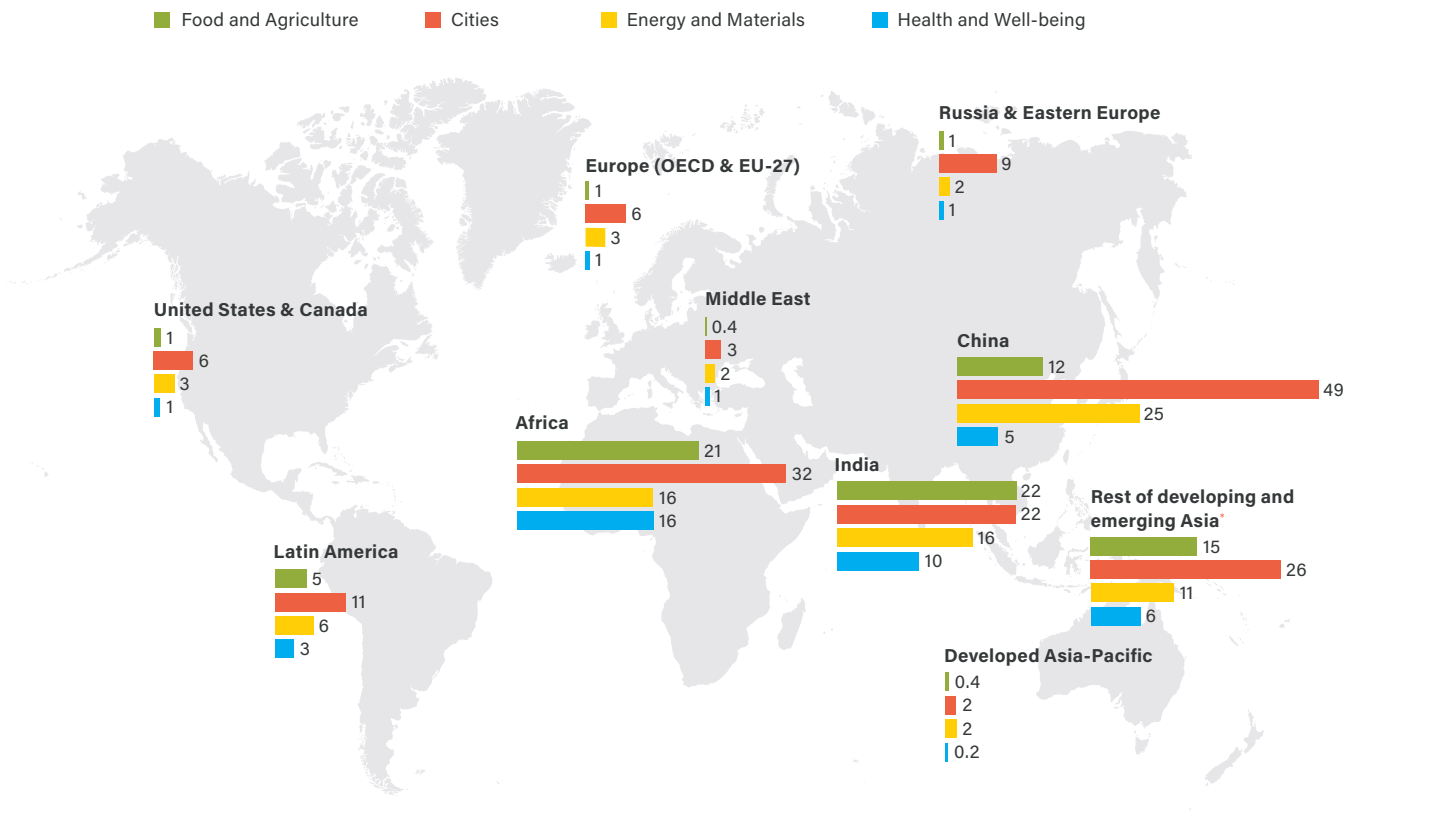 Food and Agriculture
Cities
Energy and Materials
Health and Well-being
Russia & Eastern Europe
1
9
2
1
Europe (OECD & EU-27)
1
6
3
1
United States & Canada
1
6
3
1
Middle East
0.4
3
2
1
China
12
49
25
5
Africa
21
32
16
16
India
22
22
16
10
Rest of developing and
emerging Asia*
15
26
11
6
Latin America
5
11
6
3
Developed Asia-Pacific
0.4
2
2
0.2